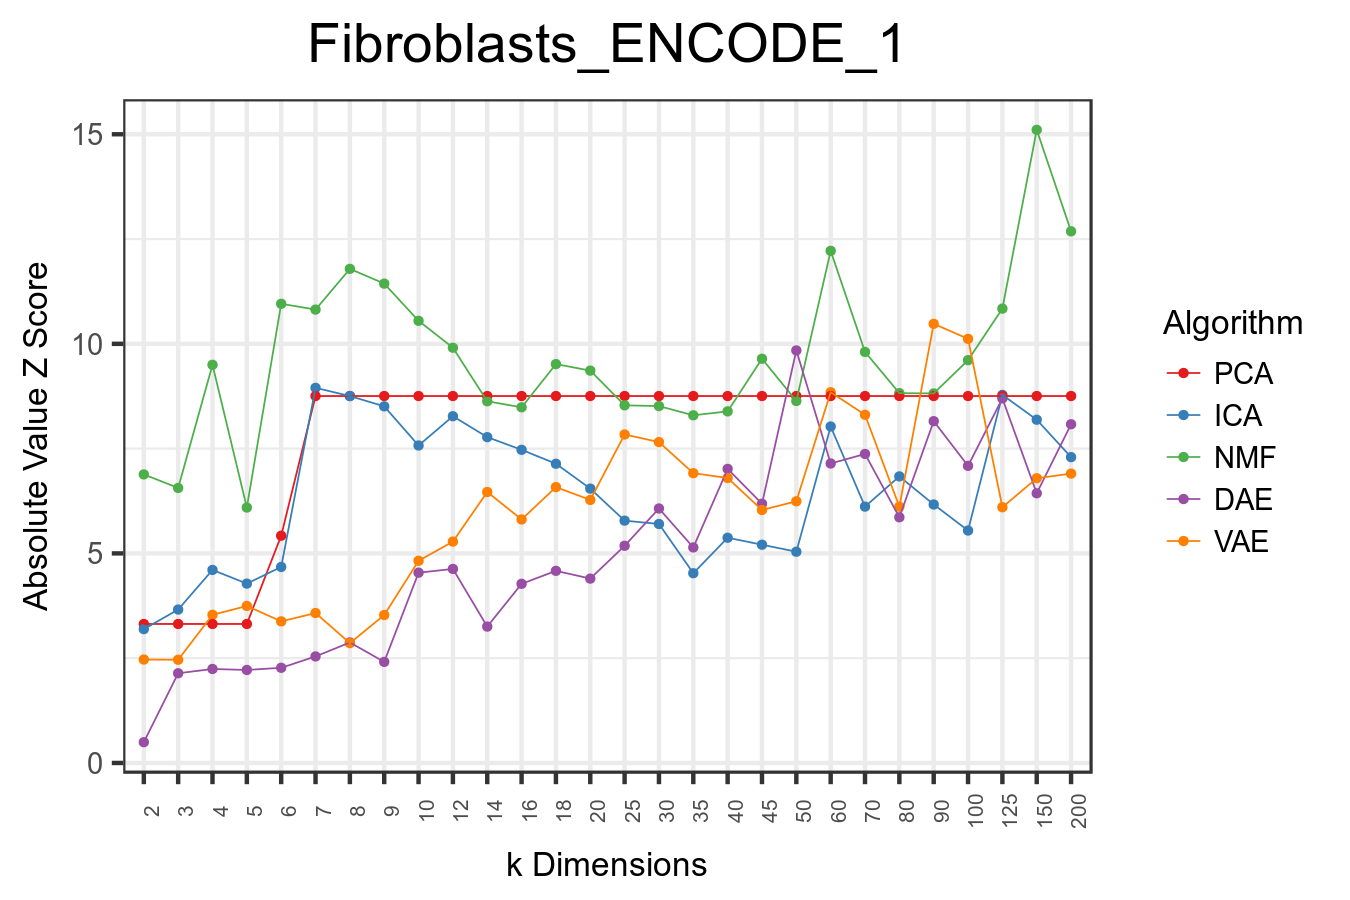 Fibroblasts_ENCODE_1
Absolute Value Z Score
15
10
5
0
2 3 4 5 6 7 8 9 10 12 14 16 18 20 25 30 35 40 45 50 60 70 80 90 100 125 150 200
k Dimensions
Algorithm
PCA
ICA
NMF
DAE
VAE